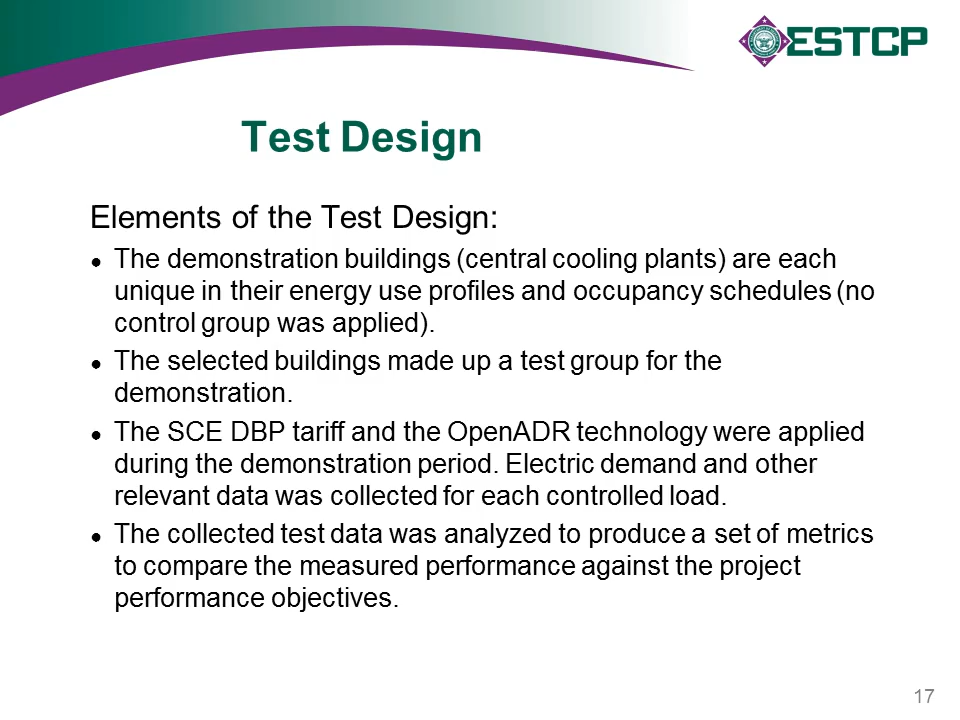 ESTCP
Test Design
Elements of the Test Design:
● The demonstration buildings (central cooling plants) are each
unique in their energy use profiles and occupancy schedules (no
control group was applied).
● The selected buildings made up a test group for the
demonstration.
● The SCE DBP tariff and the OpenADR technology were applied
during the demonstration period. Electric demand and other
relevant data was collected for each controlled load.
● The collected test data was analyzed to produce a set of metrics
to compare the measured performance against the project
performance objectives.
17